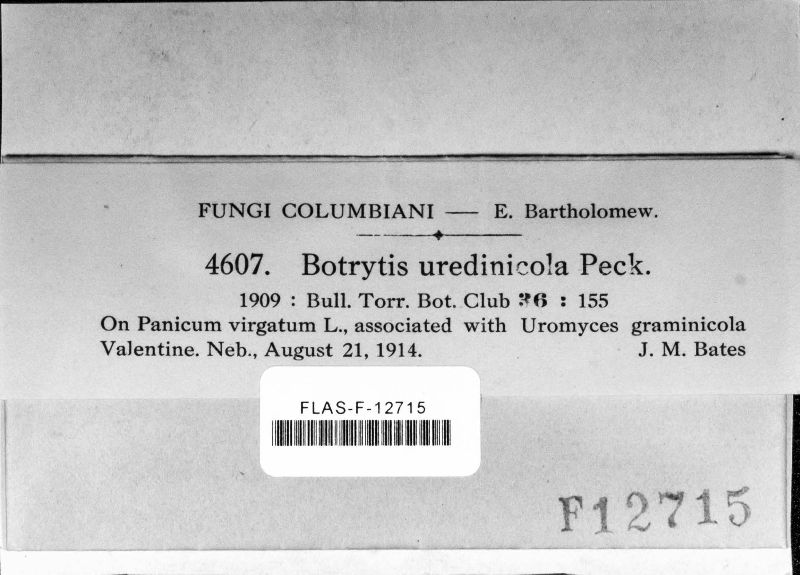 FUNGI COLUMBIANI — E. Bartholomew.
4607. Botrytis uredinicola Peck.
1909 : Bull. Torr. Bot. Club 36 : 155
On Panicum virgatum L., associated with Uromyces graminicola
Valentine. Neb., August 21, 1914. J. M. Bates
FLAS-F-12715
F12715